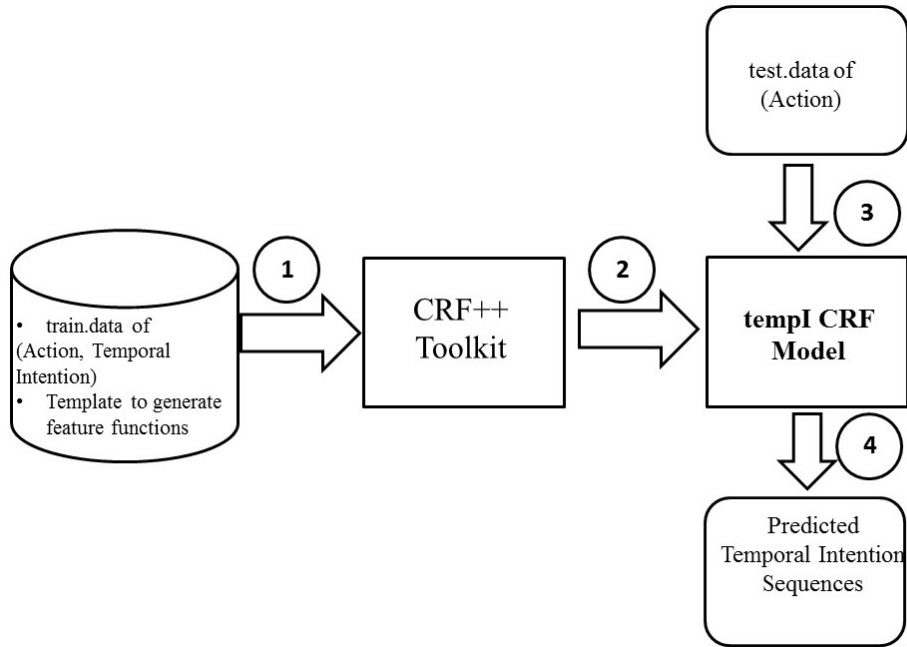 test.data of
(Action)
3
1
2
• train.data of
(Action, Temporal
Intention)
• Template to generate
feature functions
CRF++
Toolkit
tempI CRF
Model
4
Predicted
Temporal Intention
Sequences